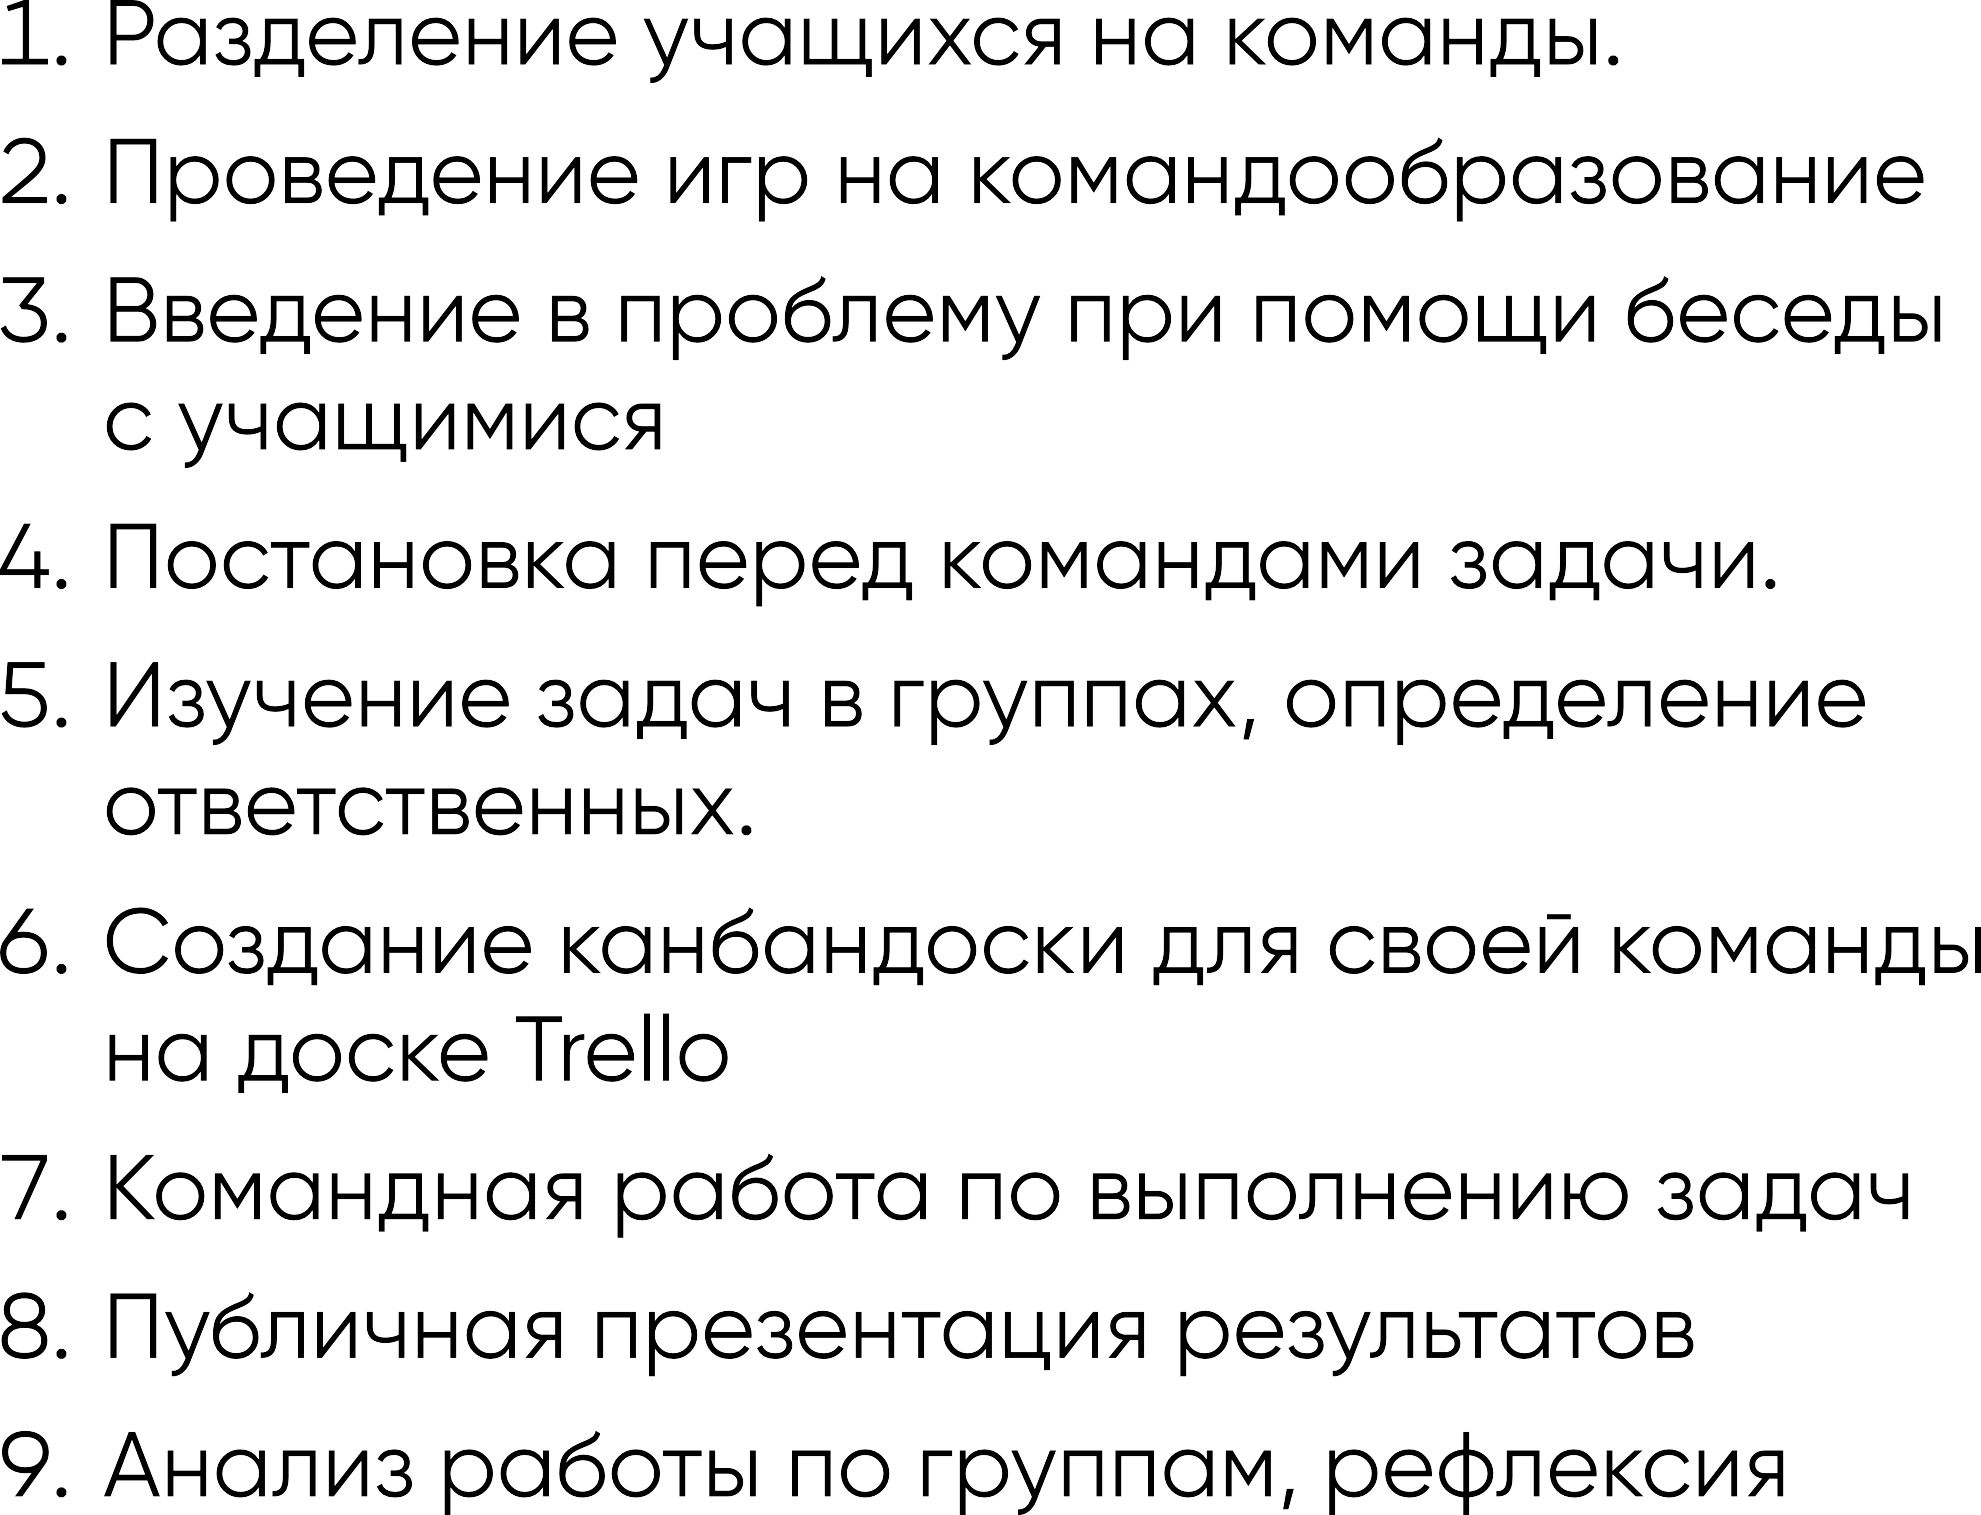 1. Разделение учащихся на команды.
2. Проведение игр на командообразование
3. Введение в проблему при помощи беседы
с учащимися
4. Постановка перед командами задачи.
5. Изучение задач в группах, определение
ответственных.
6. Создание канбандоски для своей команды
на доске Trello
7. Командная работа по выполнению задач
8. Публичная презентация результатов
9. Анализ работы по группам, рефлексия